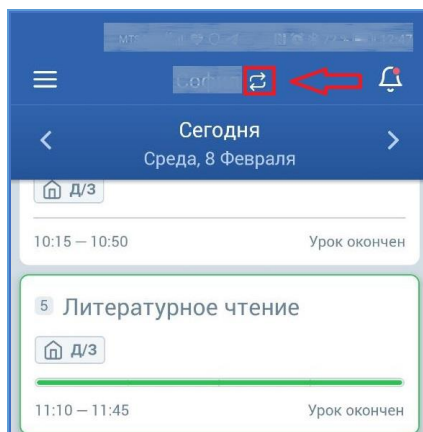 Сегодня
Среда, 8 Февраля
Д/З
10:15 — 10:50 Урок окончен
5 Литературное чтение
Д/З
11:10 — 11:45 Урок окончен